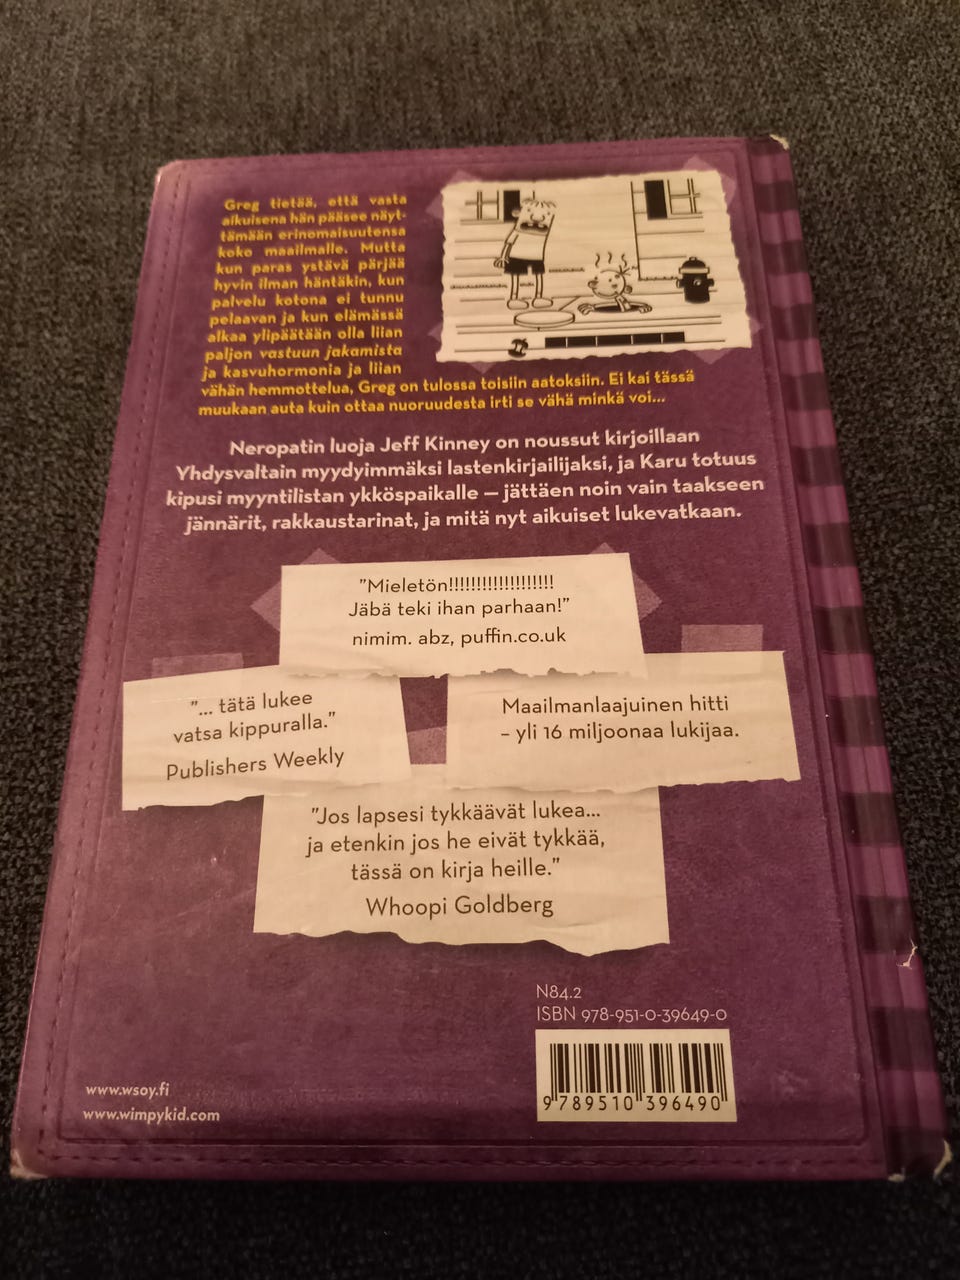 Greg tietää, että vasta
aikuisena hän pääsee näyt-
tämään erinomaisuutensa
koko maailmalle. Mutta
kun paras ystävä pärjää
hyvin ilman häntäkin, kun
palvelu kotona ei tunnu
pelaavan ja kun elämässä
alkaa ylipäätään olla liian
paljon vastuun jakamista
ja kasvuhormonia ja liian
vähän hemmottelua, Greg on tulossa toisiin aatoksiin. Ei kai tässä
muukaan auta kuin ottaa nuoruudesta irti se vähä minkä voi...
Neropatin luoja Jeff Kinney on noussut kirjoillaan
Yhdysvaltain myydyimmäksi lastenkirjailijaksi, ja Karu totuus
kipusi myyntilistan ykköspaikalle – jättäen noin vain taakseen
jännärit, rakkaustarinat, ja mitä nyt aikuiset lukevatkaan.
"Mieletön!!!!!!!!!!!!!!!!!!!
Jäbä teki ihan parhaan!"
nimim. abz, puffin.co.uk
"... tätä lukee
vatsa kippuralla."
Publishers Weekly
Maailmanlaajuinen hitti
– yli 16 miljoonaa lukijaa.
"Jos lapsesi tykkäävät lukea...
ja etenkin jos he eivät tykkää,
tässä on kirja heille."
Whoopi Goldberg
N84.2
ISBN 978-951-0-39649-0
9 789510 396490
www.wsoy.fi
www.wimpykid.com